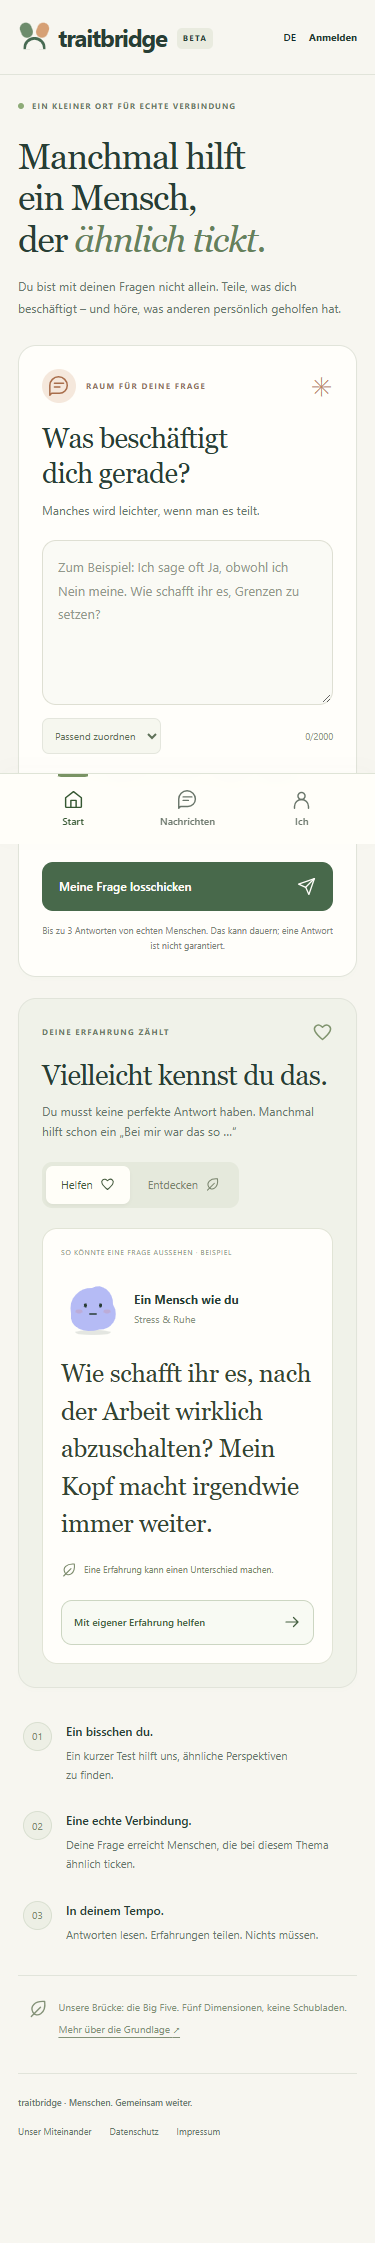 traitbridge BETA DE Anmelden
EIN KLEINER ORT FÜR ECHTE VERBINDUNG
Manchmal hilft
ein Mensch,
der ähnlich tickt.
Du bist mit deinen Fragen nicht allein. Teile, was dich
beschäftigt – und höre, was anderen persönlich geholfen hat.
RAUM FÜR DEINE FRAGE
Was beschäftigt
dich gerade?
Manches wird leichter, wenn man es teilt.
Zum Beispiel: Ich sage oft Ja, obwohl ich
Nein meine. Wie schafft ihr es, Grenzen zu
setzen?
Passend zuordnen 0/2000
Start Nachrichten Ich
Meine Frage losschicken
Bis zu 3 Antworten von echten Menschen. Das kann dauern; eine Antwort
ist nicht garantiert.
DEINE ERFAHRUNG ZÄHLT
Vielleicht kennst du das.
Du musst keine perfekte Antwort haben. Manchmal
hilft schon ein „Bei mir war das so …“
Helfen Entdecken
SO KÖNNTE EINE FRAGE AUSSEHEN · BEISPIEL
Ein Mensch wie du
Stress & Ruhe
Wie schafft ihr es, nach
der Arbeit wirklich
abzuschalten? Mein
Kopf macht irgendwie
immer weiter.
Eine Erfahrung kann einen Unterschied machen.
Mit eigener Erfahrung helfen →
01 Ein bisschen du.
Ein kurzer Test hilft uns, ähnliche Perspektiven
zu finden.
02 Eine echte Verbindung.
Deine Frage erreicht Menschen, die bei diesem Thema
ähnlich ticken.
03 In deinem Tempo.
Antworten lesen. Erfahrungen teilen. Nichts müssen.
Unsere Brücke: die Big Five. Fünf Dimensionen, keine Schubladen.
Mehr über die Grundlage ↗
traitbridge · Menschen. Gemeinsam weiter.
Unser Miteinander Datenschutz Impressum